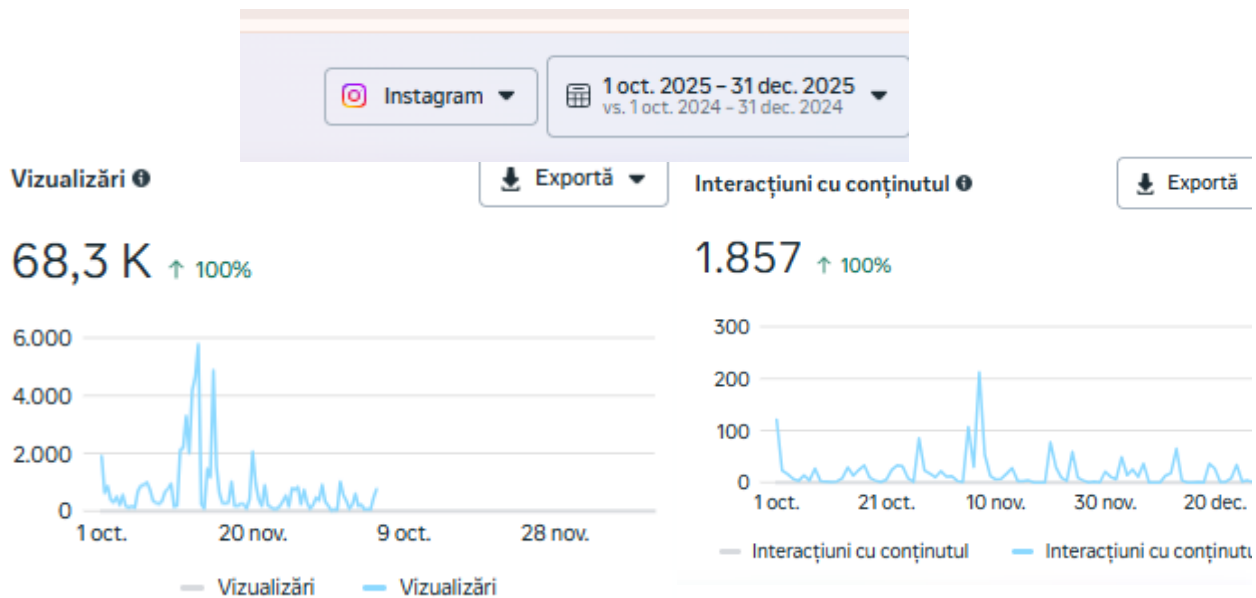 Instagram
1 oct. 2025 – 31 dec. 2025
vs. 1 oct. 2024 – 31 dec. 2024
Vizualizări
Exportă
68,3 K ↑ 100%
6.000
4.000
2.000
0
1 oct. 20 nov. 9 oct. 28 nov.
Vizualizări Vizualizări
Interacțiuni cu conținutul
Exportă
1.857 ↑ 100%
300
200
100
0
1 oct. 21 oct. 10 nov. 30 nov. 20 dec.
Interacțiuni cu conținutul Interacțiuni cu conținutu